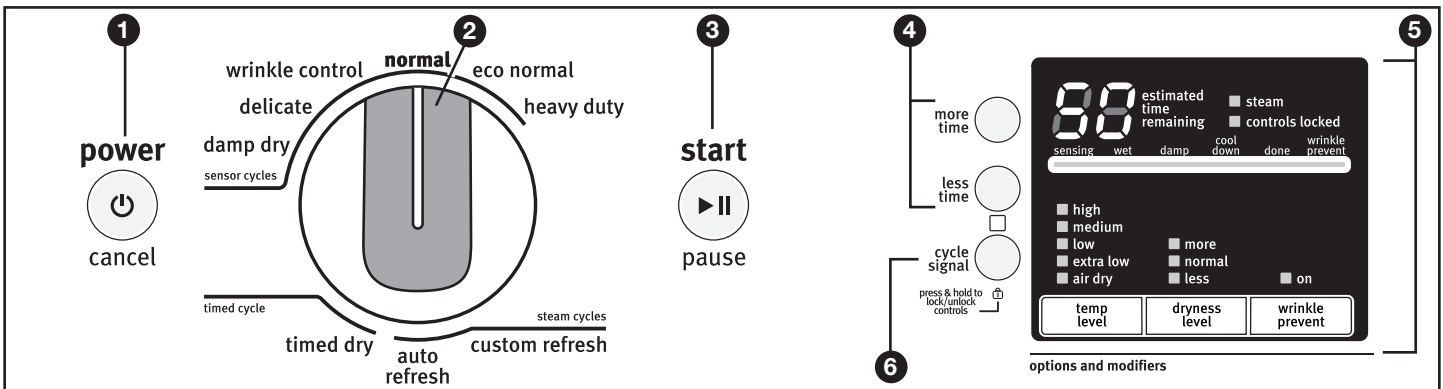 1
2
3
4
5
6
power
cancel
wrinkle control
normal
eco normal
delicate
heavy duty
damp dry
sensor cycles
timed cycle
timed dry
auto
refresh
custom refresh
steam cycles
start
pause
more
time
less
time
cycle
signal
press & hold to
lock/unlock
controls
50
estimated
time
remaining
steam
controls locked
sensing
wet
damp
cool
down
done
wrinkle
prevent
high
medium
low
extra low
air dry
more
normal
less
on
temp
level
dryness
level
wrinkle
prevent
options and modifiers